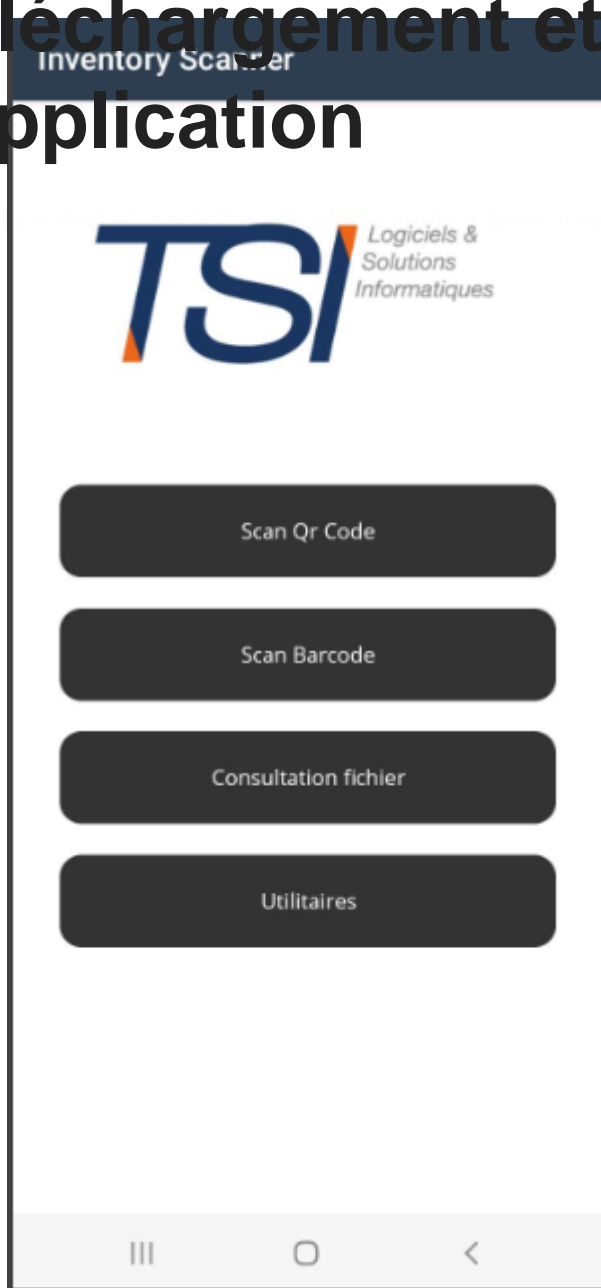 léchargement et
Inventory Scanner
pplication
TSI
Logiciels &
Solutions
Informatiques
Scan Qr Code
Scan Barcode
Consultation fichier
Utilitaires